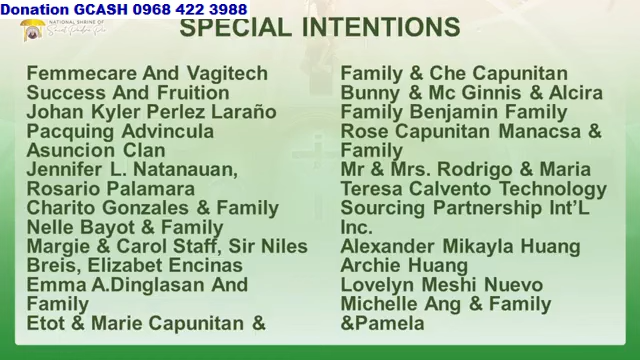 Donation GCASH 0968 422 3988
NATIONAL SHRINE OF
Saint Padre Pio
SPECIAL INTENTIONS
Femmecare And Vagitech
Success And Fruition
Johan Kyler Perlez Laraño
Pacquing Advincula
Asuncion Clan
Jennifer L. Natanauan,
Rosario Palamara
Charito Gonzales & Family
Nelle Bayot & Family
Margie & Carol Staff, Sir Niles
Breis, Elizabet Encinas
Emma A.Dinglasan And
Family
Etot & Marie Capunitan &
Family & Che Capunitan
Bunny & Mc Ginnis & Alcira
Family Benjamin Family
Rose Capunitan Manacsa &
Family
Mr & Mrs. Rodrigo & Maria
Teresa Calvento Technology
Sourcing Partnership Int’L
Inc.
Alexander Mikayla Huang
Archie Huang
Lovelyn Meshi Nuevo
Michelle Ang & Family
&Pamela